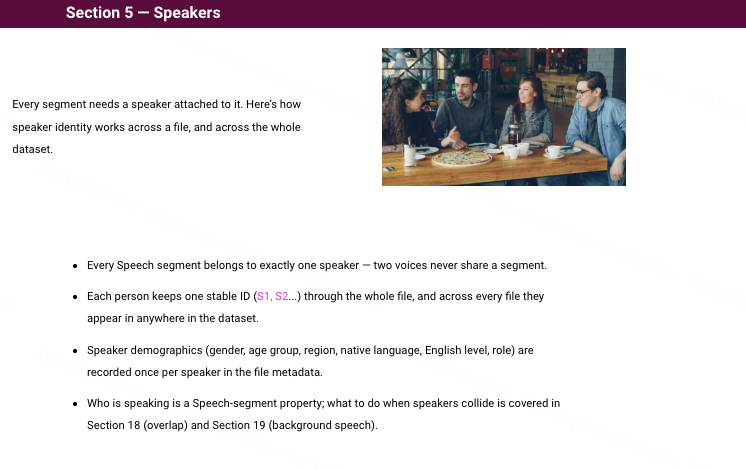 Section 5 — Speakers
Every segment needs a speaker attached to it. Here's how
speaker identity works across a file, and across the whole
dataset.
• Every Speech segment belongs to exactly one speaker — two voices never share a segment.
• Each person keeps one stable ID (S1, S2...) through the whole file, and across every file they
appear in anywhere in the dataset.
• Speaker demographics (gender, age group, region, native language, English level, role) are
recorded once per speaker in the file metadata.
• Who is speaking is a Speech-segment property; what to do when speakers collide is covered in
Section 18 (overlap) and Section 19 (background speech).